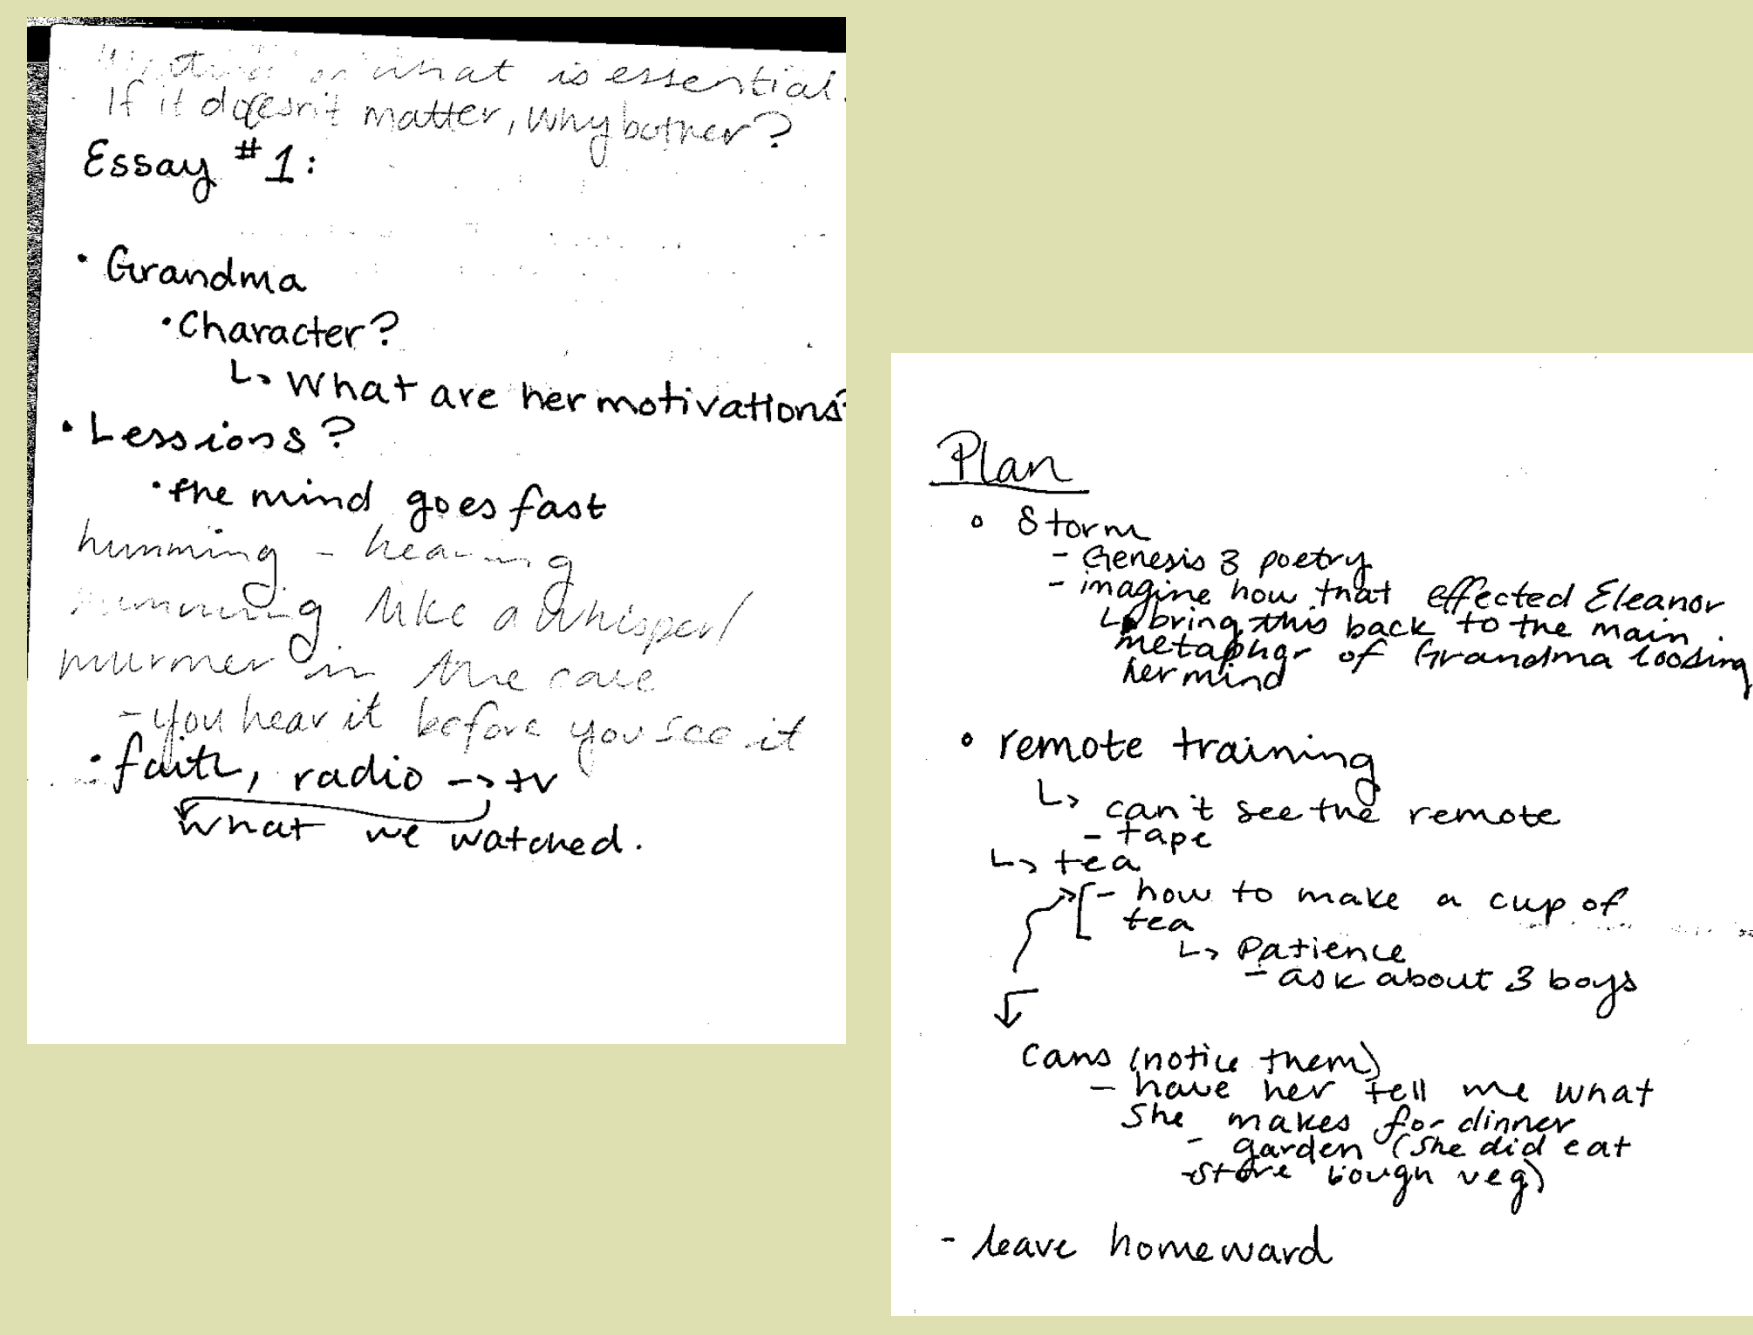 what is essential.
If it doesn't matter, why bother?
Essay #1:
• Grandma
• Character?
↳ What are her motivations?
• Lessions?
• the mind goes fast
humming - hearing
humming like a whisper/
murmer in the cave
- you hear it before you see it
• faith, radio → tv
what we watched.
Plan
• Storm
- Genesis 3 poetry
- imagine how that effected Eleanor
↳ bring this back to the main
metaphor of Grandma loosing
her mind
• remote training
↳ can't see the remote
- tape
↳ tea
- how to make a cup of
tea
↳ Patience
- ask about 3 boys
cans (notice them)
- have her tell me what
she makes for dinner
- garden (she did eat
store bough veg)
- leave homeward